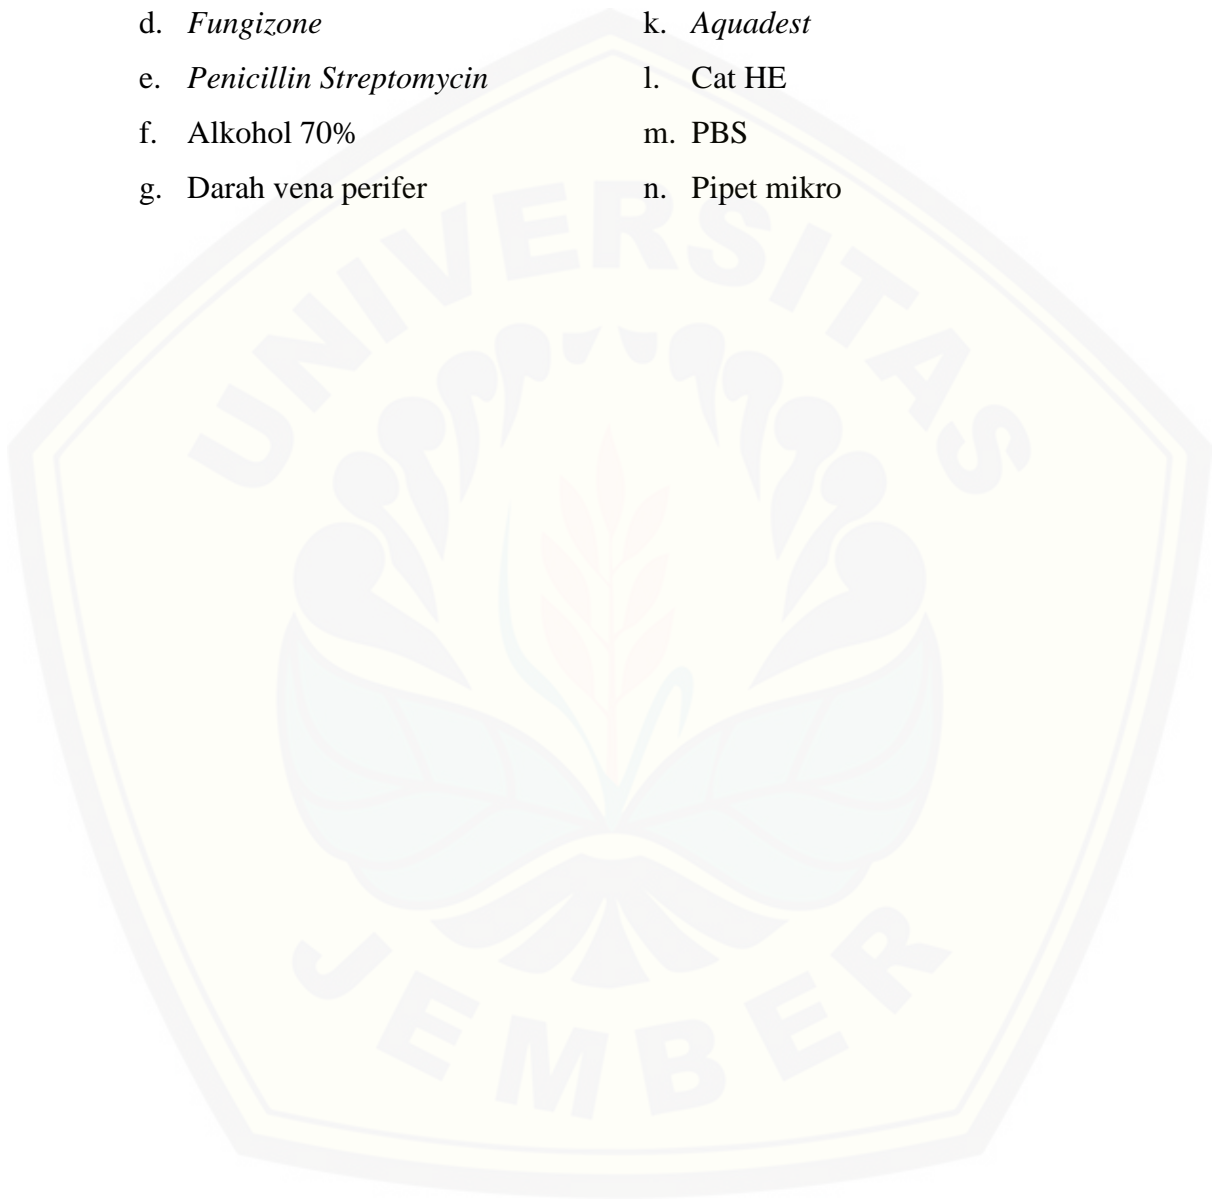 d. Fungizone
e. Penicillin Streptomycin
f. Alkohol 70%
g. Darah vena perifer
k. Aquadest
l. Cat HE
m. PBS
n. Pipet mikro
UNIVERSITAS
JEMBER